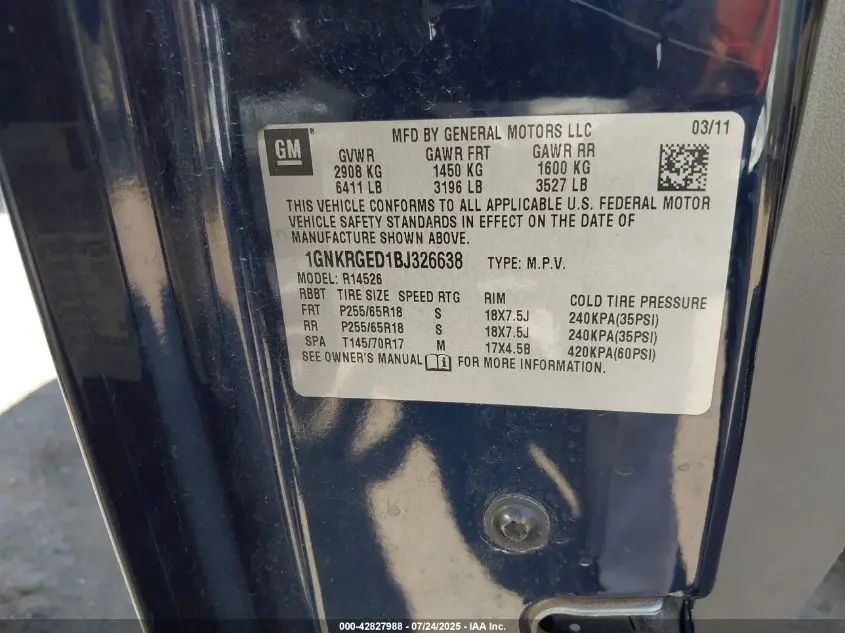 GM
MFD BY GENERAL MOTORS LLC 03/11
GVWR GAWR FRT GAWR RR
2908 KG 1450 KG 1600 KG
6411 LB 3196 LB 3527 LB
THIS VEHICLE CONFORMS TO ALL APPLICABLE U.S. FEDERAL MOTOR
VEHICLE SAFETY STANDARDS IN EFFECT ON THE DATE OF
MANUFACTURE SHOWN ABOVE.
1GNKRGED1BJ326638 TYPE: M.P.V.
MODEL: R14526
RBBT TIRE SIZE SPEED RTG RIM COLD TIRE PRESSURE
FRT P255/65R18 S 18X7.5J 240KPA(35PSI)
RR P255/65R18 S 18X7.5J 240KPA(35PSI)
SPA T145/70R17 M 17X4.5B 420KPA(60PSI)
SEE OWNER'S MANUAL FOR MORE INFORMATION.
000-42827988 | 07/24/2025 | IAA Inc.